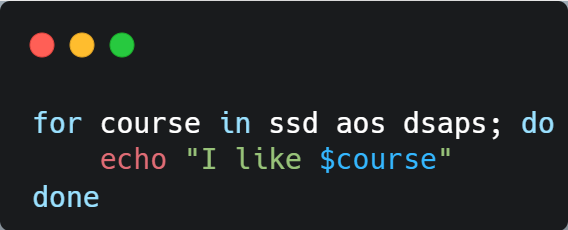 for course in ssd aos dsaps; do
    echo "I like $course"
done